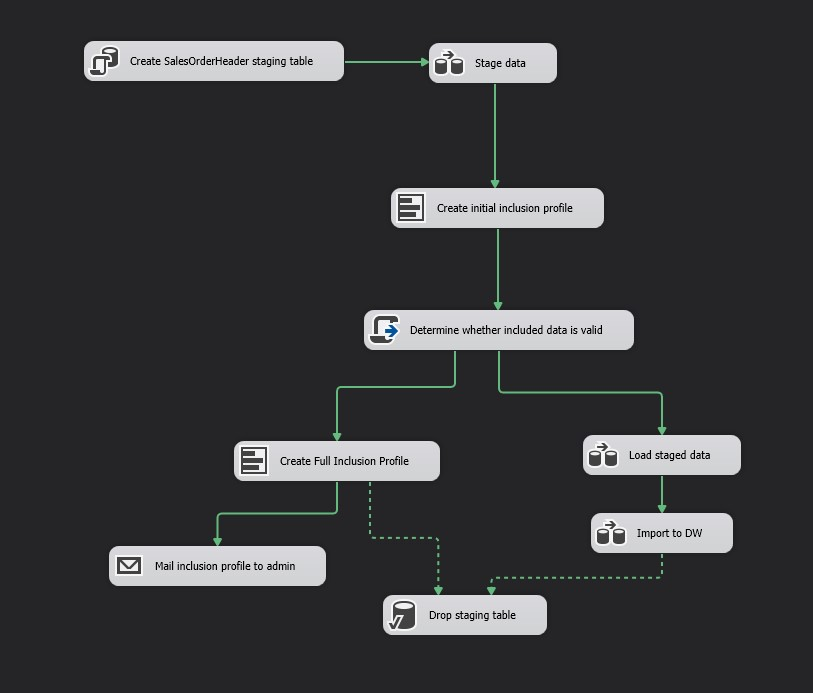 Create SalesOrderHeader staging table
Stage data
Create initial inclusion profile
Determine whether included data is valid
Create Full Inclusion Profile
Load staged data
Import to DW
Mail inclusion profile to admin
Drop staging table